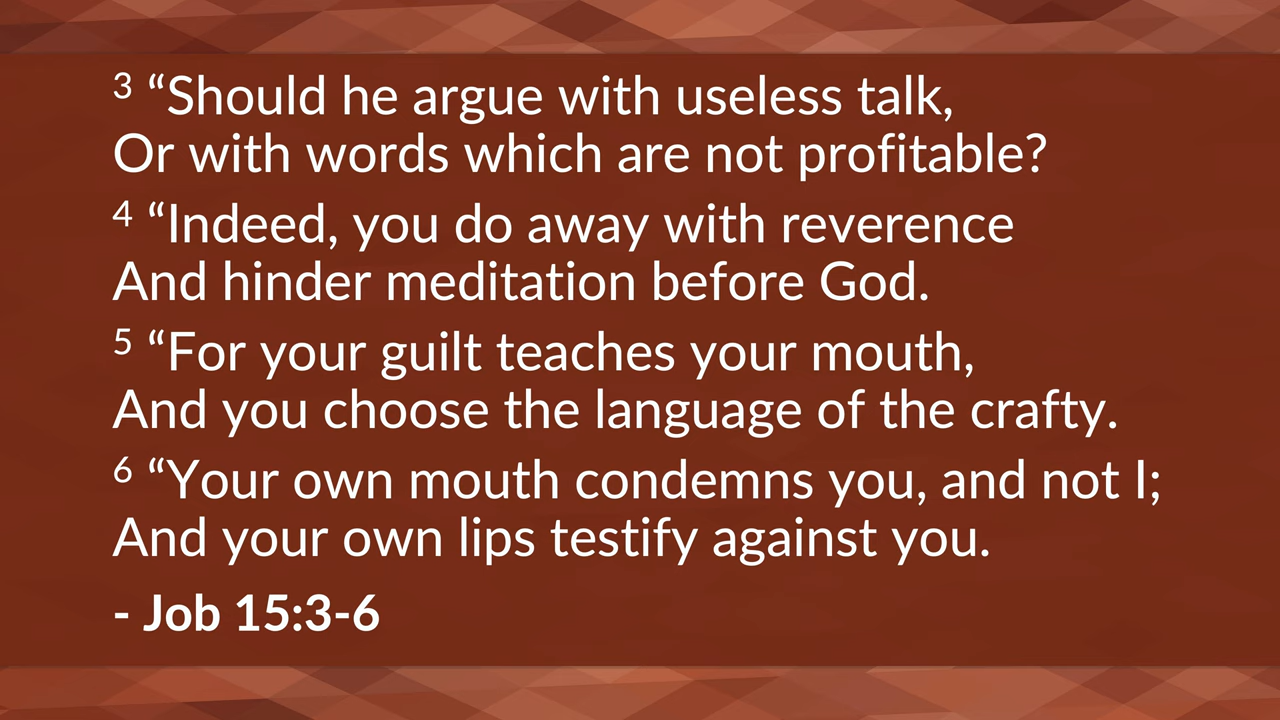 3 “Should he argue with useless talk,
Or with words which are not profitable?
4 “Indeed, you do away with reverence
And hinder meditation before God.
5 “For your guilt teaches your mouth,
And you choose the language of the crafty.
6 “Your own mouth condemns you, and not I;
And your own lips testify against you.
- Job 15:3-6